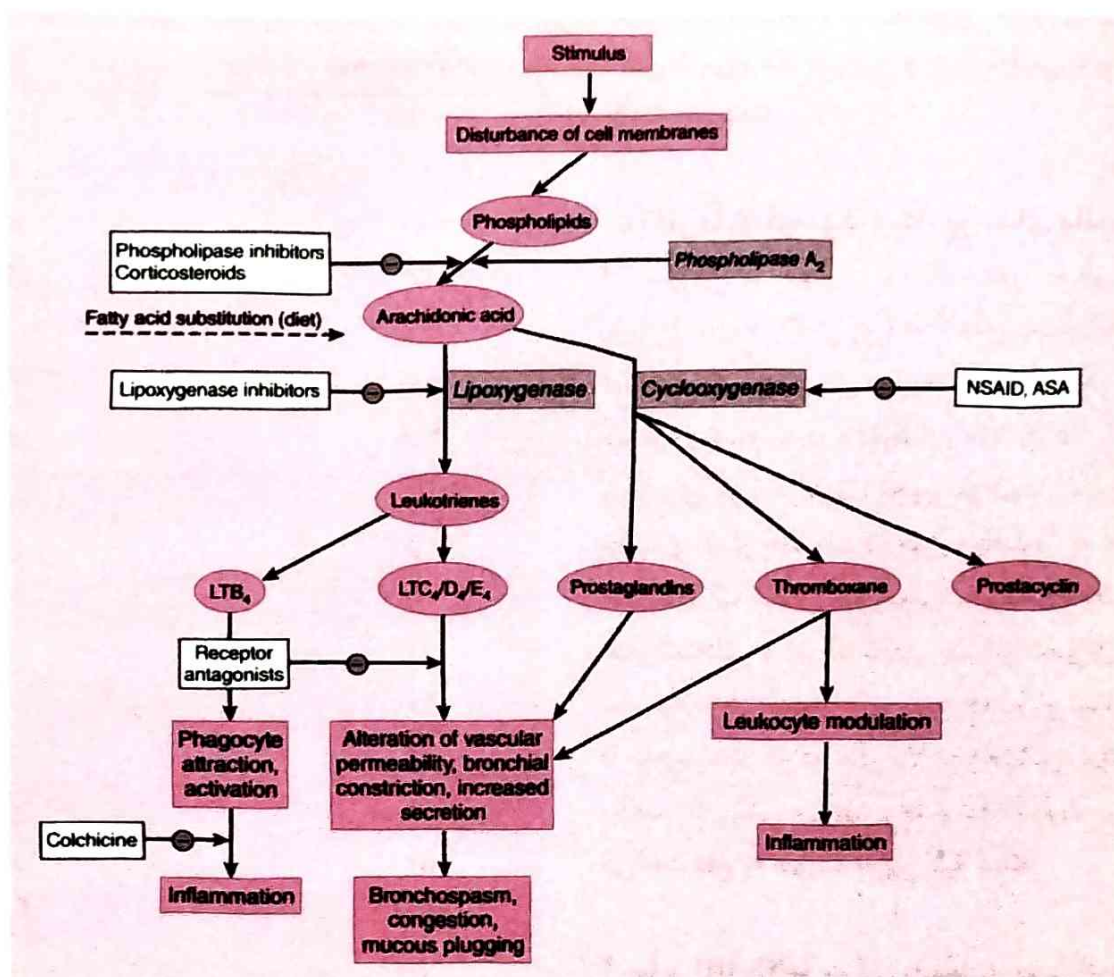 Stimulus
Disturbance of cell membranes
Phospholipids
Phospholipase inhibitors
Corticosteroids
Phospholipase A₂
Fatty acid substitution (diet)
Arachidonic acid
Lipoxygenase inhibitors
Lipoxygenase
Cyclooxygenase
NSAID, ASA
Leukotrienes
LTB₄
LTC₄/D₄/E₄
Prostaglandins
Thromboxane
Prostacyclin
Receptor
antagonists
Phagocyte
attraction,
activation
Alteration of vascular
permeability, bronchial
constriction, increased
secretion
Leukocyte modulation
Colchicine
Inflammation
Inflammation
Bronchospasm,
congestion,
mucous plugging